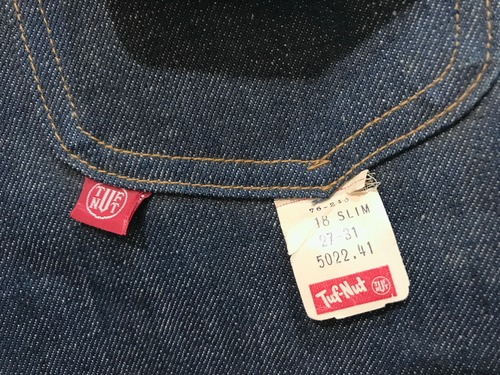 TUF
NUT
18 SLIM
27-31
5022.41
Tuf-Nut
TUF
NUT